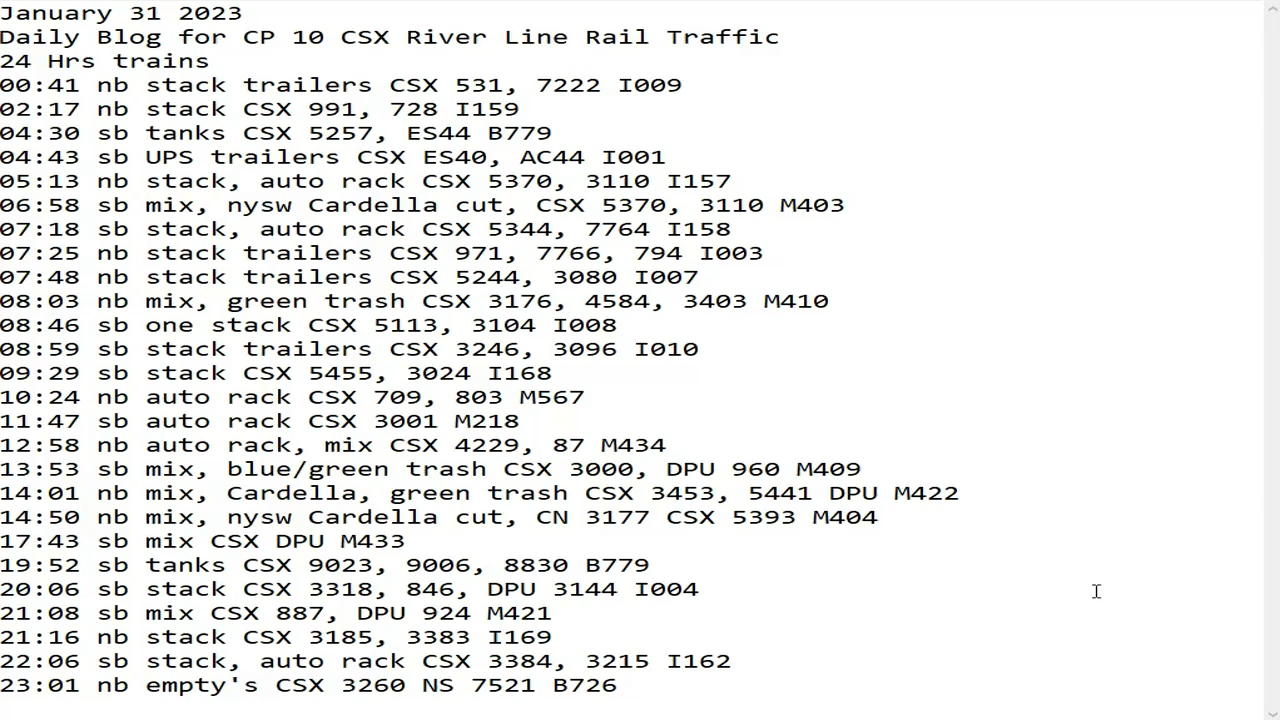 January 31 2023
Daily Blog for CP 10 CSX River Line Rail Traffic
24 Hrs trains
00:41 nb stack trailers CSX 531, 7222 I009
02:17 nb stack CSX 991, 728 I159
04:30 sb tanks CSX 5257, ES44 B779
04:43 sb UPS trailers CSX ES40, AC44 I001
05:13 nb stack, auto rack CSX 5370, 3110 I157
06:58 sb mix, nysw Cardella cut, CSX 5370, 3110 M403
07:18 sb stack, auto rack CSX 5344, 7764 I158
07:25 nb stack trailers CSX 971, 7766, 794 I003
07:48 nb stack trailers CSX 5244, 3080 I007
08:03 nb mix, green trash CSX 3176, 4584, 3403 M410
08:46 sb one stack CSX 5113, 3104 I008
08:59 sb stack trailers CSX 3246, 3096 I010
09:29 sb stack CSX 5455, 3024 I168
10:24 nb auto rack CSX 709, 803 M567
11:47 sb auto rack CSX 3001 M218
12:58 nb auto rack, mix CSX 4229, 87 M434
13:53 sb mix, blue/green trash CSX 3000, DPU 960 M409
14:01 nb mix, Cardella, green trash CSX 3453, 5441 DPU M422
14:50 nb mix, nysw Cardella cut, CN 3177 CSX 5393 M404
17:43 sb mix CSX DPU M433
19:52 sb tanks CSX 9023, 9006, 8830 B779
20:06 sb stack CSX 3318, 846, DPU 3144 I004
21:08 sb mix CSX 887, DPU 924 M421
21:16 nb stack CSX 3185, 3383 I169
22:06 sb stack, auto rack CSX 3384, 3215 I162
23:01 nb empty's CSX 3260 NS 7521 B726